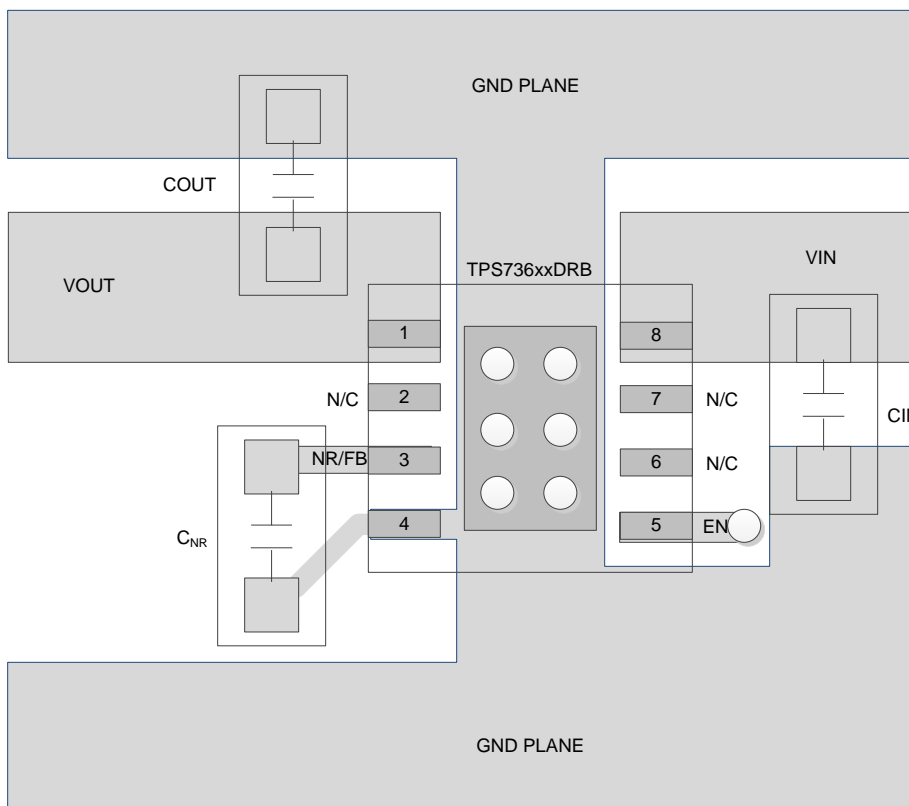 GND PLANE
COUT
TPS736xxDRB
VIN
VOUT
1
8
N/C
2
7
N/C
CI
NR/FB
3
6
N/C
4
5
EN
CNR
GND PLANE